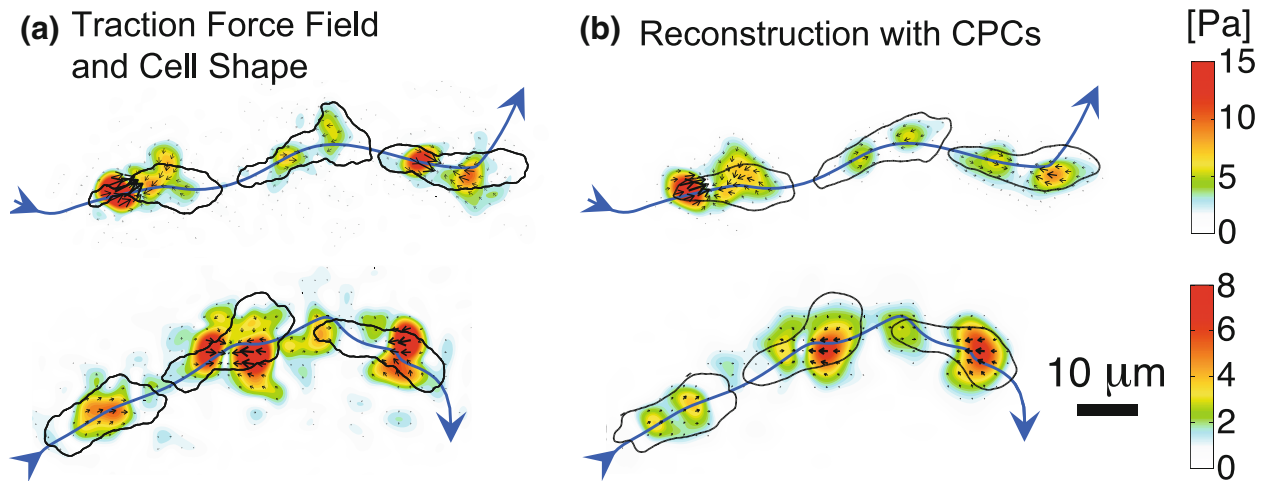 (a) Traction Force Field
and Cell Shape
(b) Reconstruction with CPCs
[Pa]
15
10
5
0
8
6
4
2
0
10 μm